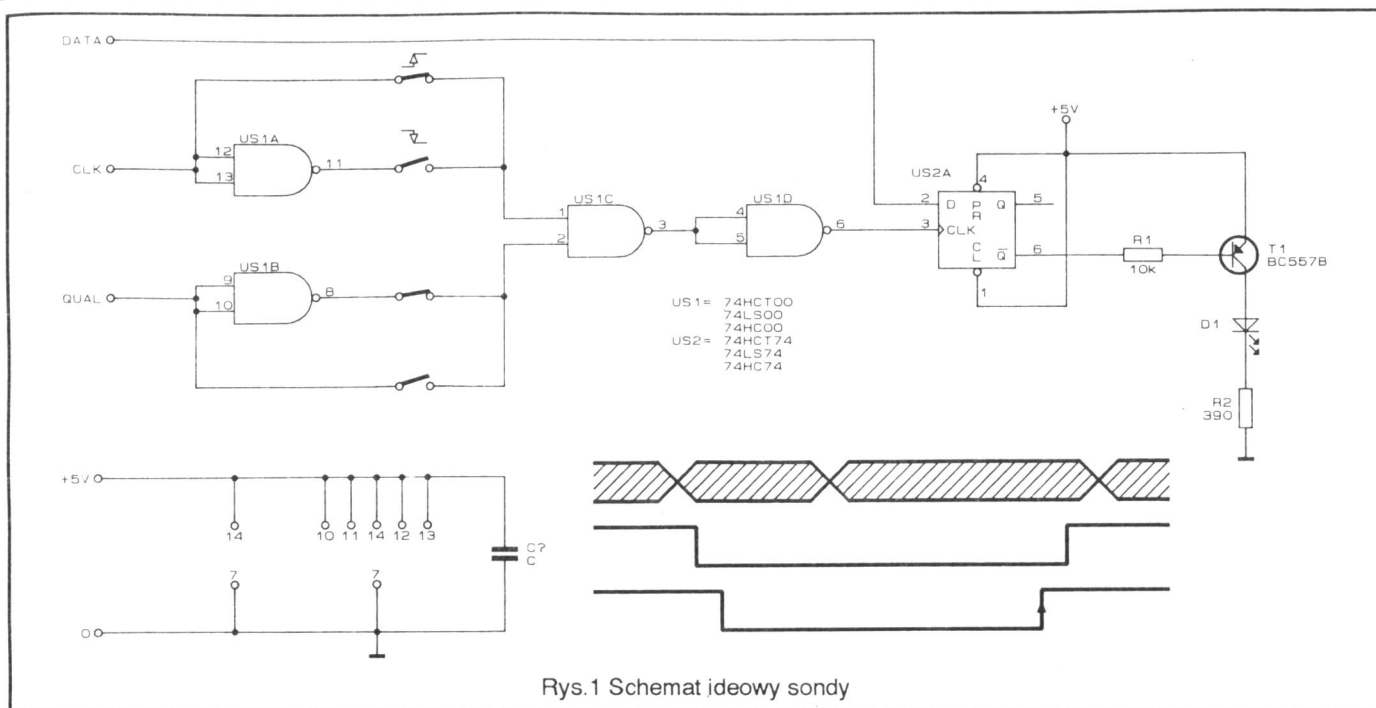 DATA
US1A
12
13
11
CLK
US1B
9
10
8
QUAL
US1C
1
2
3
US1D
4
5
6
+5V
US2A
4
2 D PR Q 5
3 CLK
CL Q̅ 6
1
R1
10k
T1
BC557B
D1
R2
390
US1= 74HCT00
74LS00
74HC00
US2= 74HCT74
74LS74
74HC74
+5V
14
10 11 14 12 13
C?
C
7
7
0
Rys.1 Schemat ideowy sondy